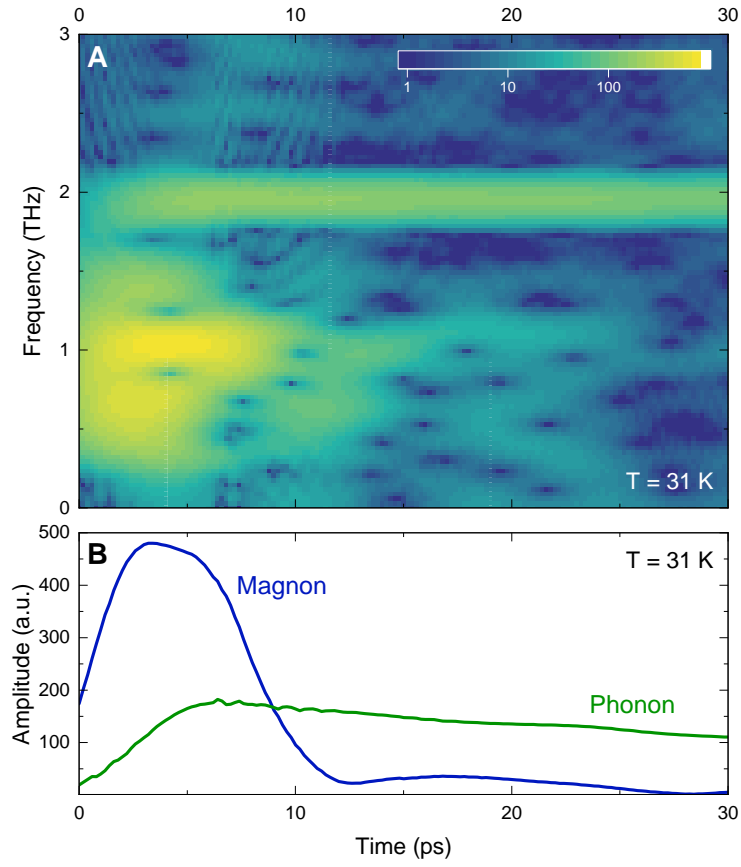 0 10 20 30
A
3
1 10 100
2
1
0
Frequency (THz)
T = 31 K
B
T = 31 K
500
400
300
200
100
Amplitude (a.u.)
Magnon
Phonon
0 10 20 30
Time (ps)